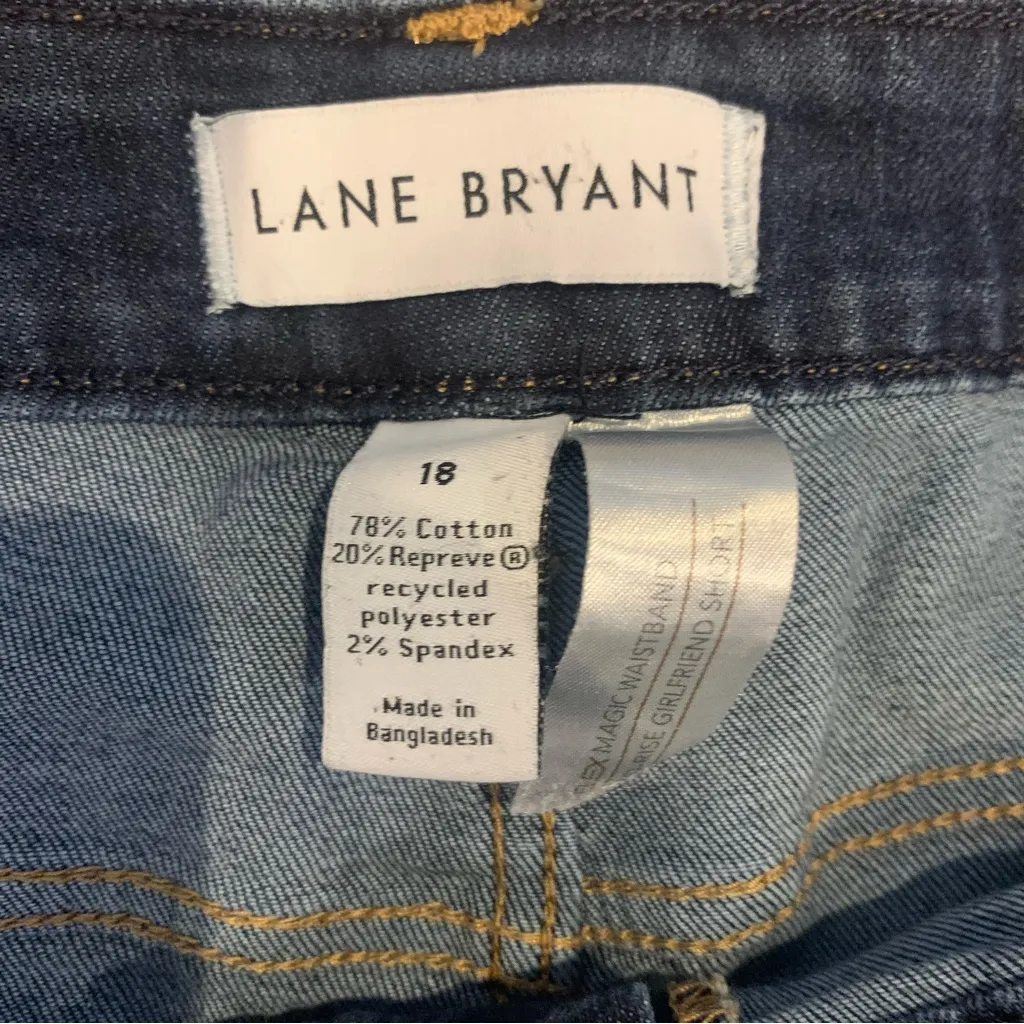 LANE BRYANT
18
78% Cotton
20% Repreve®
recycled
polyester
2% Spandex
Made in
Bangladesh
MAGIC WAISTBAND
RISE GIRLFRIEND SHORT